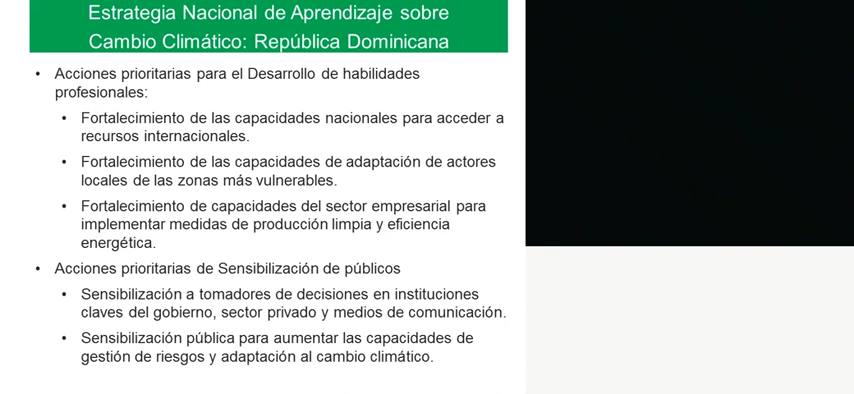 Estrategia Nacional de Aprendizaje sobre
Cambio Climático: República Dominicana
• Acciones prioritarias para el Desarrollo de habilidades
profesionales:
• Fortalecimiento de las capacidades nacionales para acceder a
recursos internacionales.
• Fortalecimiento de las capacidades de adaptación de actores
locales de las zonas más vulnerables.
• Fortalecimiento de capacidades del sector empresarial para
implementar medidas de producción limpia y eficiencia
energética.
• Acciones prioritarias de Sensibilización de públicos
• Sensibilización a tomadores de decisiones en instituciones
claves del gobierno, sector privado y medios de comunicación.
• Sensibilización pública para aumentar las capacidades de
gestión de riesgos y adaptación al cambio climático.